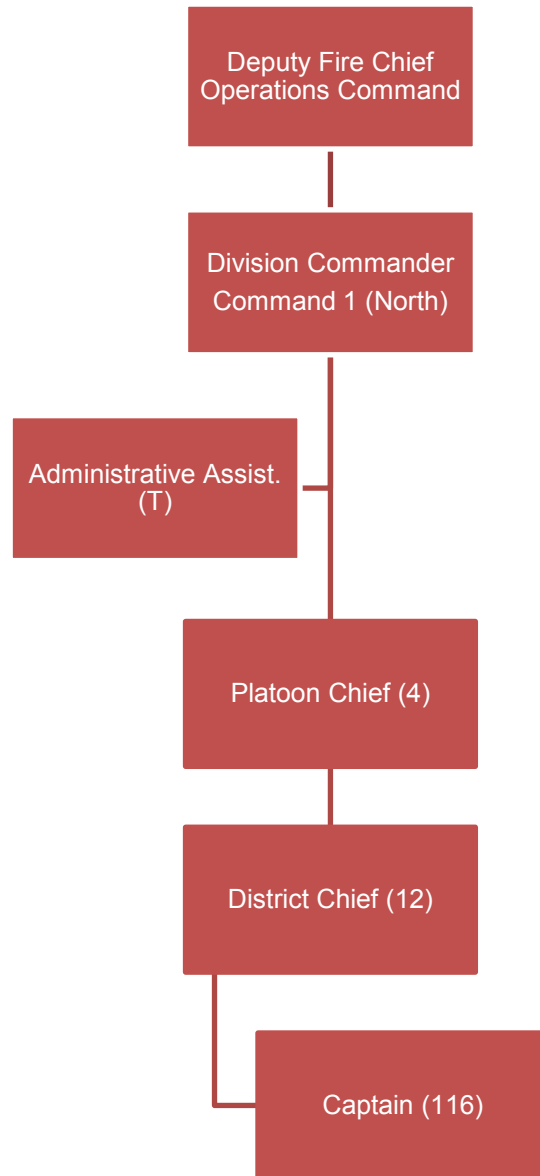 Deputy Fire Chief
Operations Command
Division Commander
Command 1 (North)
Administrative Assist.
(T)
Platoon Chief (4)
District Chief (12)
Captain (116)